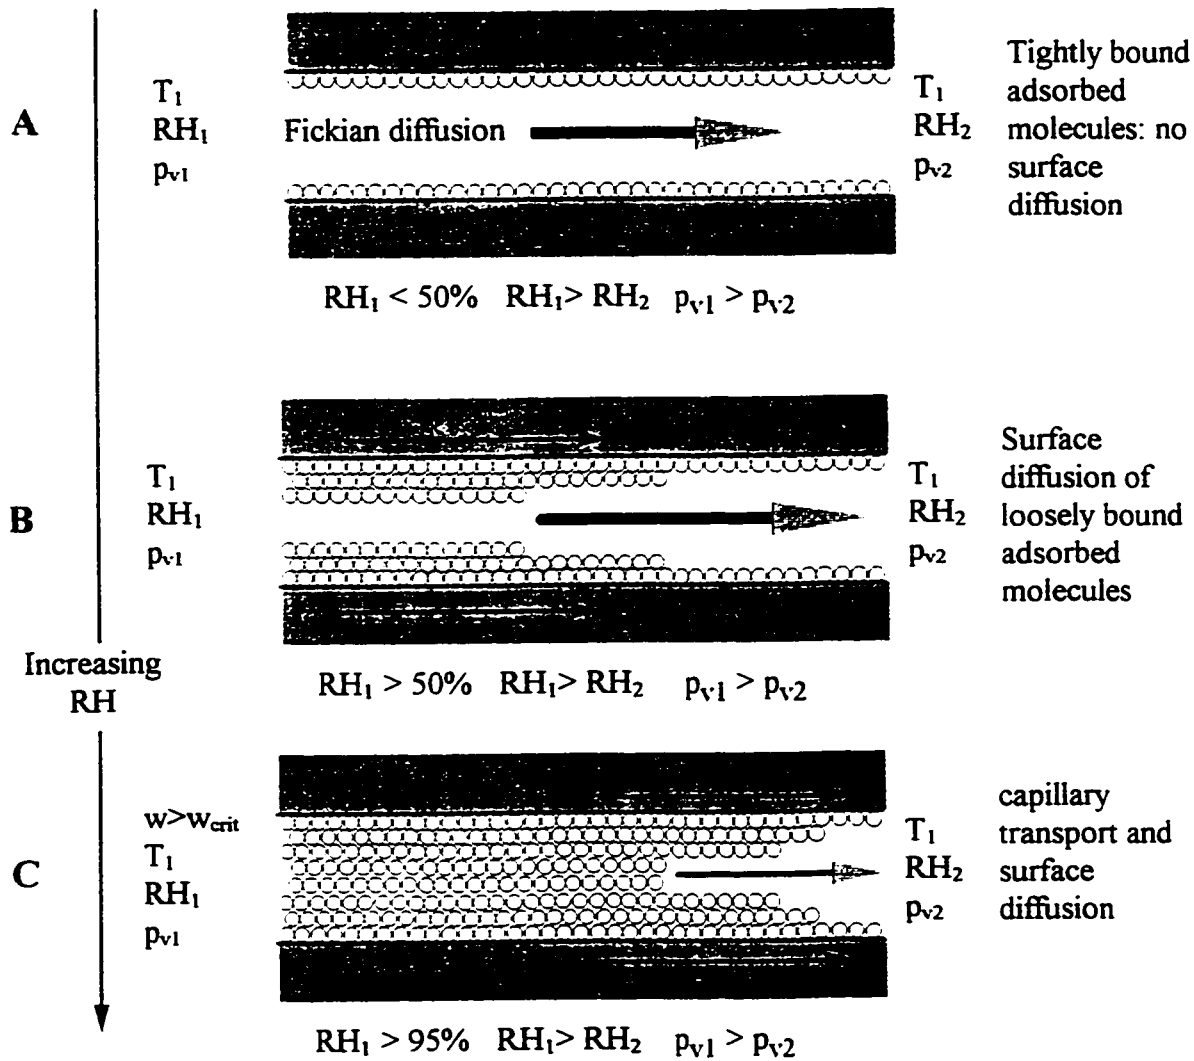 A
T₁
RH₁
pᵥ₁
Fickian diffusion
T₁
RH₂
pᵥ₂
Tightly bound
adsorbed
molecules: no
surface
diffusion
RH₁ < 50% RH₁> RH₂ pᵥ₁ > pᵥ₂
B
T₁
RH₁
pᵥ₁
T₁
RH₂
pᵥ₂
Surface
diffusion of
loosely bound
adsorbed
molecules
RH₁ > 50% RH₁> RH₂ pᵥ₁ > pᵥ₂
Increasing
RH
C
w>w_crit
T₁
RH₁
pᵥ₁
T₁
RH₂
pᵥ₂
capillary
transport and
surface
diffusion
RH₁ > 95% RH₁> RH₂ pᵥ₁ > pᵥ₂